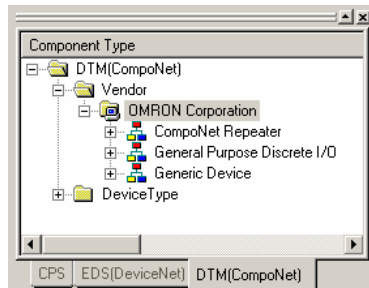 Component Type
DTM(CompoNet)
Vendor
OMRON Corporation
CompoNet Repeater
General Purpose Discrete I/O
Generic Device
DeviceType
CPS EDS(DeviceNet) DTM(CompoNet)